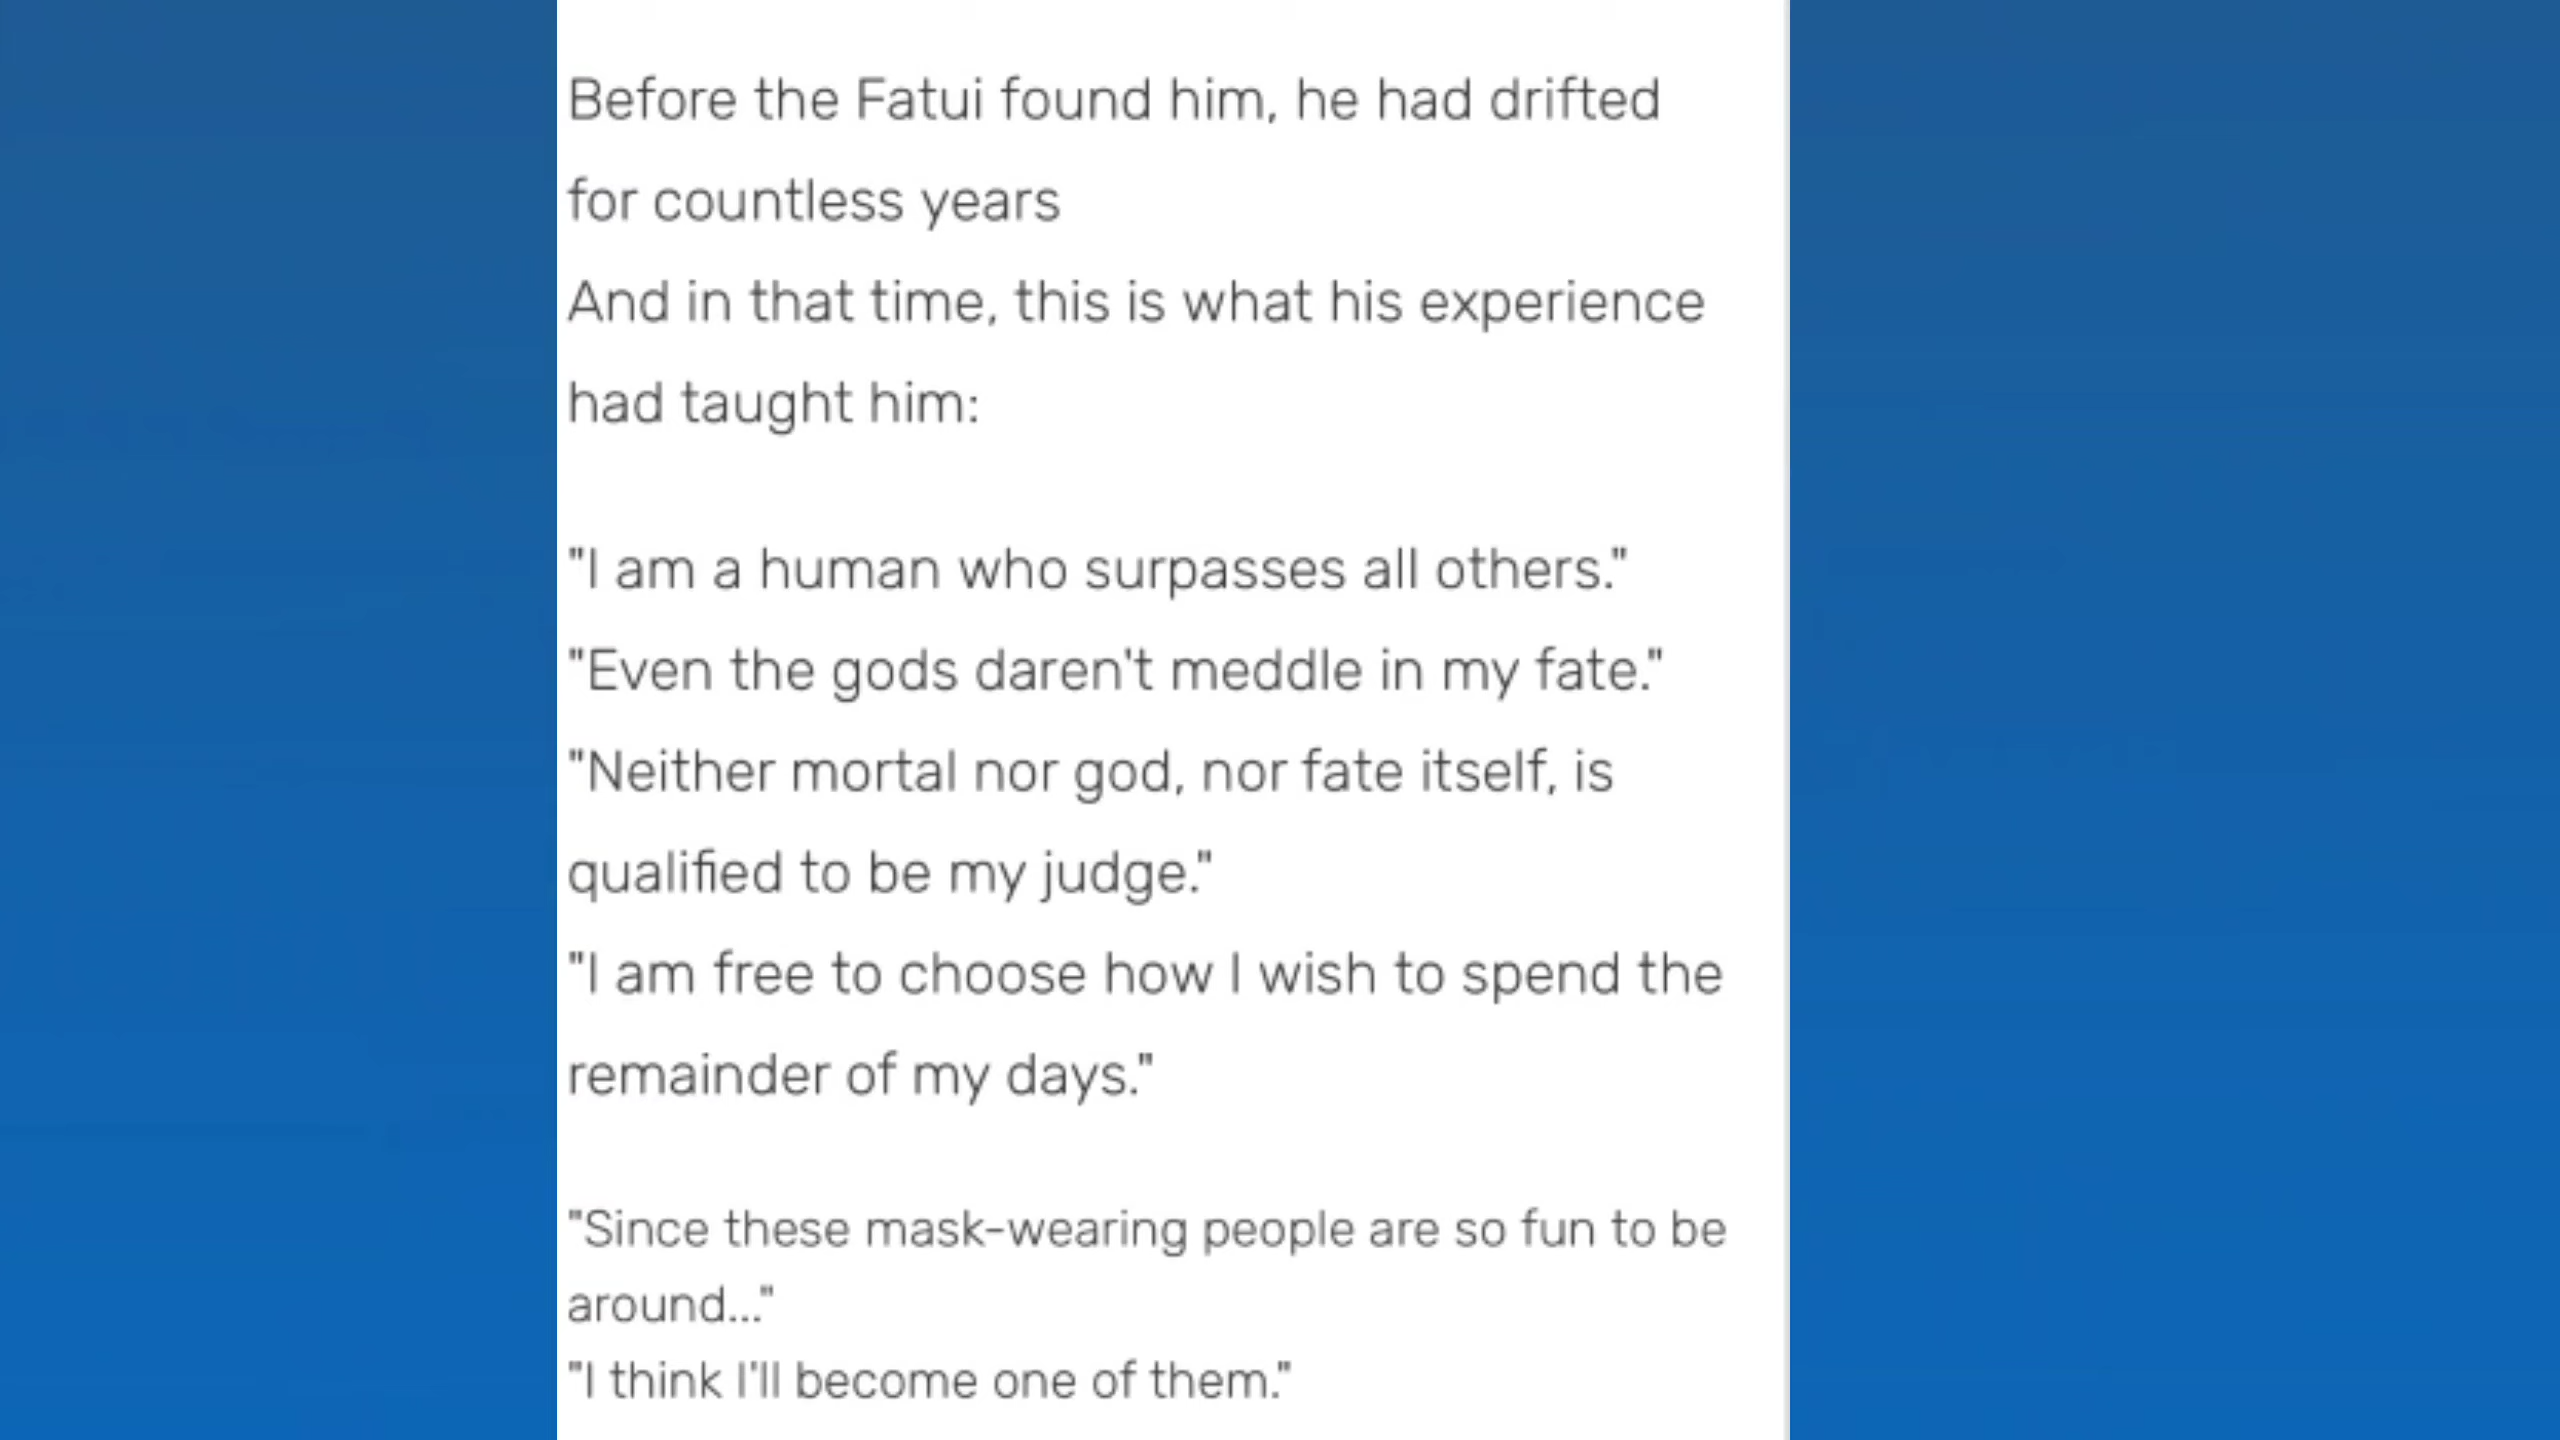 Before the Fatui found him, he had drifted
for countless years
And in that time, this is what his experience
had taught him:
"I am a human who surpasses all others."
"Even the gods daren't meddle in my fate."
"Neither mortal nor god, nor fate itself, is
qualified to be my judge."
"I am free to choose how I wish to spend the
remainder of my days."
"Since these mask-wearing people are so fun to be
around..."
"I think I'll become one of them."